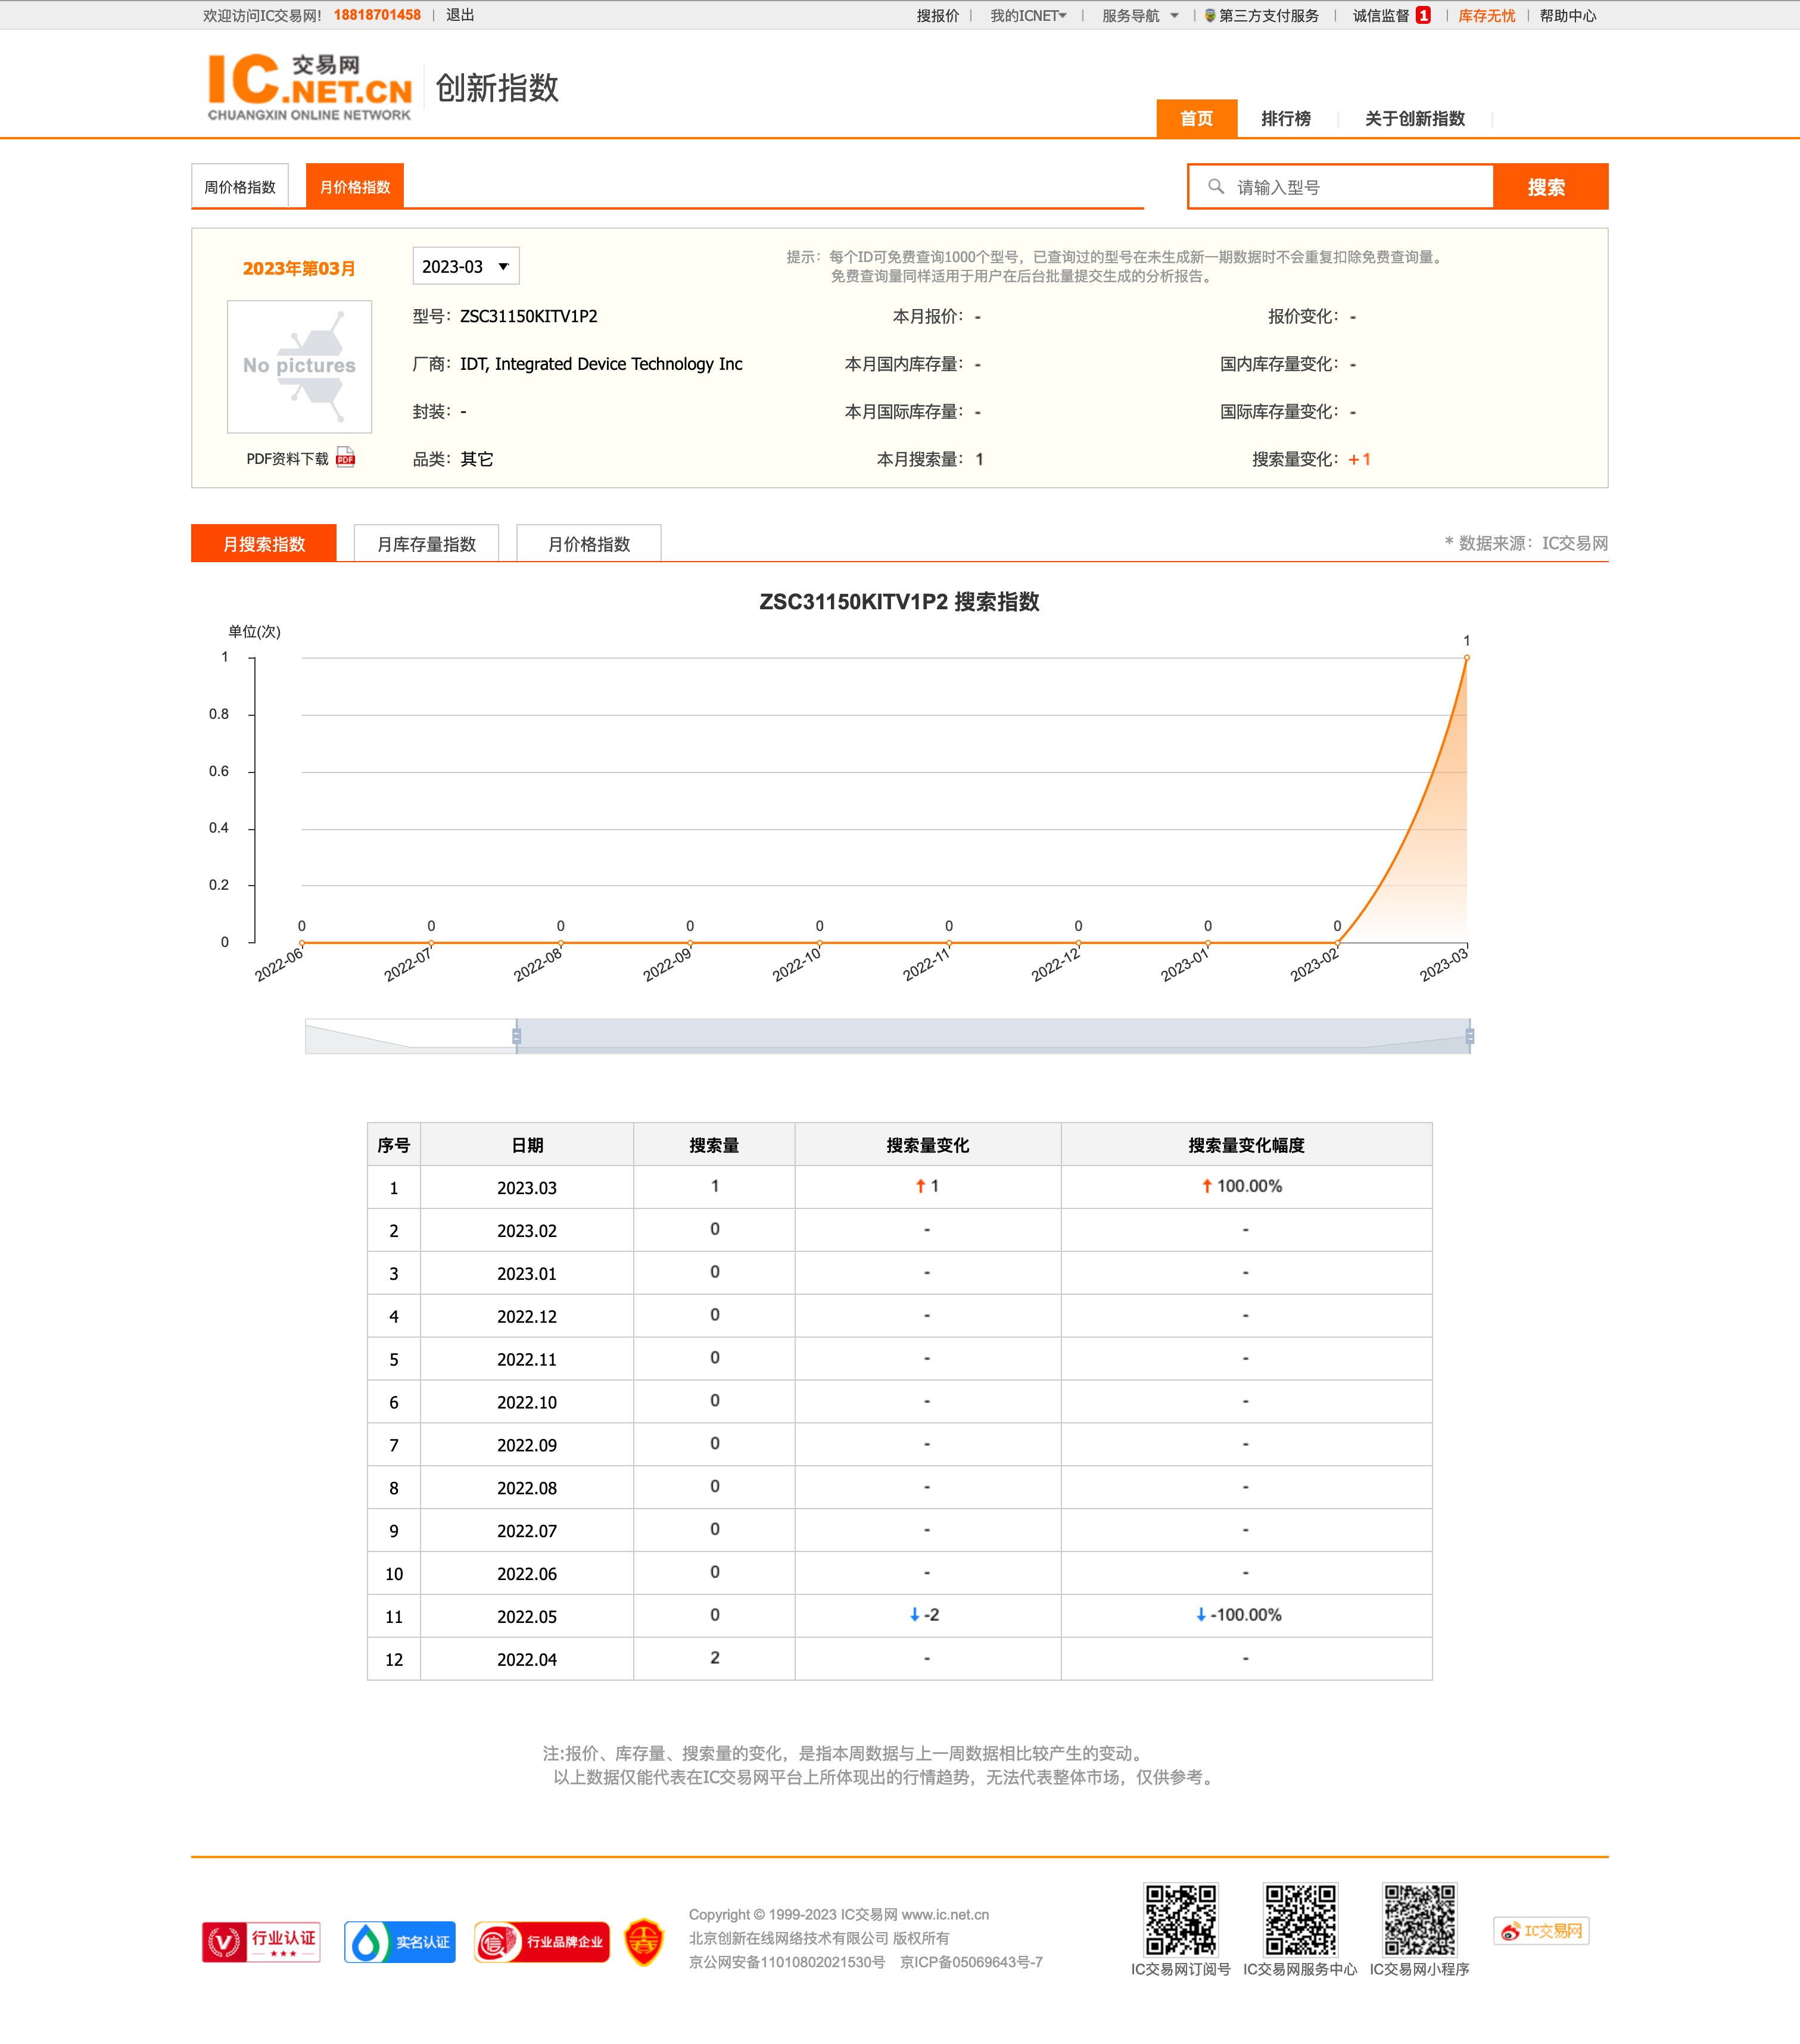 欢迎访问IC交易网! 18818701458 | 退出 搜报价 | 我的ICNET | 服务导航 | 第三方支付服务 | 诚信监督 1 | 库存无忧 | 帮助中心
IC.NET.CN 交易网
CHUANGXIN ONLINE NETWORK
创新指数
首页 排行榜 关于创新指数
周价格指数 月价格指数 请输入型号 搜索
2023年第03月 2023-03
提示：每个ID可免费查询1000个型号，已查询过的型号在未生成新一期数据时不会重复扣除免费查询量。
免费查询量同样适用于用户在后台批量提交生成的分析报告。
No pictures
PDF资料下载 PDF
型号：ZSC31150KITV1P2 本月报价：- 报价变化：-
厂商：IDT, Integrated Device Technology Inc 本月国内库存量：- 国内库存量变化：-
封装：- 本月国际库存量：- 国际库存量变化：-
品类：其它 本月搜索量：1 搜索量变化：+1
月搜索指数 月库存量指数 月价格指数 * 数据来源：IC交易网
ZSC31150KITV1P2 搜索指数
单位(次)
1
0.8
0.6
0.4
0.2
0
0 0 0 0 0 0 0 0 0 1
2022-06 2022-07 2022-08 2022-09 2022-10 2022-11 2022-12 2023-01 2023-02 2023-03
序号 日期 搜索量 搜索量变化 搜索量变化幅度
1 2023.03 1 ↑ 1 ↑ 100.00%
2 2023.02 0 - -
3 2023.01 0 - -
4 2022.12 0 - -
5 2022.11 0 - -
6 2022.10 0 - -
7 2022.09 0 - -
8 2022.08 0 - -
9 2022.07 0 - -
10 2022.06 0 - -
11 2022.05 0 ↓ -2 ↓ -100.00%
12 2022.04 2 - -
注:报价、库存量、搜索量的变化，是指本周数据与上一周数据相比较产生的变动。
以上数据仅能代表在IC交易网平台上所体现出的行情趋势，无法代表整体市场，仅供参考。
行业认证
实名认证
信 行业品牌企业
Copyright © 1999-2023 IC交易网 www.ic.net.cn
北京创新在线网络技术有限公司 版权所有
京公网安备11010802021530号 京ICP备05069643号-7
IC交易网订阅号 IC交易网服务中心 IC交易网小程序
IC交易网